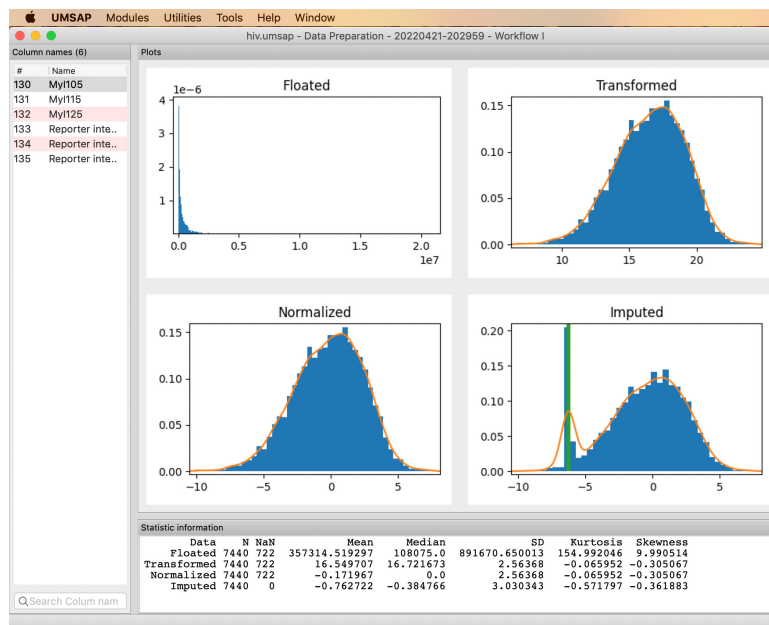 UMSAP Modules Utilities Tools Help Window
hiv.umsap - Data Preparation - 20220421-202959 - Workflow I
Column names (6)
# Name
130 MyI105
131 MyI115
132 MyI125
133 Reporter inte..
134 Reporter inte..
135 Reporter inte..
Search Colum nam
Plots
Floated
1e−6
4
3
2
1
0.0 0.5 1.0 1.5 2.0
1e7
Transformed
0.15
0.10
0.05
0.00
10 15 20
Normalized
0.15
0.10
0.05
0.00
−10 −5 0 5
Imputed
0.20
0.15
0.10
0.05
0.00
−10 −5 0 5
Statistic information
Data N NaN Mean Median SD Kurtosis Skewness
Floated 7440 722 357314.519297 108075.0 891670.650013 154.992046 9.990514
Transformed 7440 722 16.549707 16.721673 2.56368 -0.065952 -0.305067
Normalized 7440 722 -0.171967 0.0 2.56368 -0.065952 -0.305067
Imputed 7440 0 -0.762722 -0.384766 3.030343 -0.571797 -0.361883